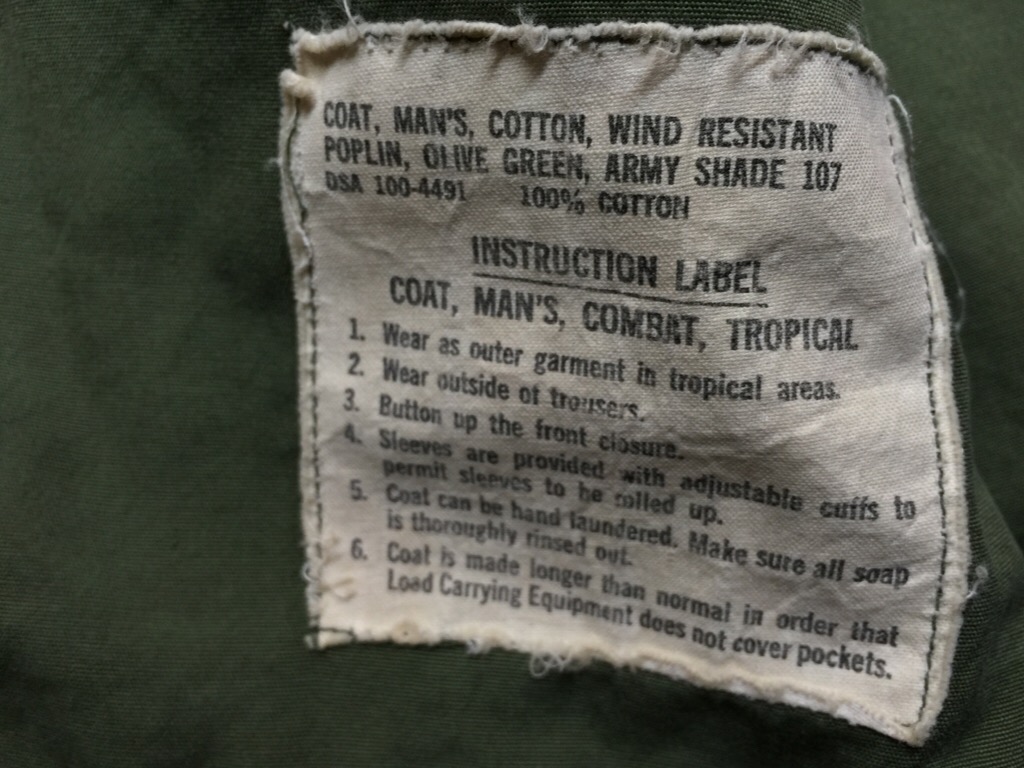 COAT, MAN'S, COTTON, WIND RESISTANT
POPLIN, OLIVE GREEN, ARMY SHADE 107
DSA 100-4491 100% COTTON
INSTRUCTION LABEL
COAT, MAN'S, COMBAT, TROPICAL
1. Wear as outer garment in tropical areas.
2. Wear outside of trousers.
3. Button up the front closure.
4. Sleeves are provided with adjustable cuffs to
permit sleeves to be rolled up.
5. Coat can be hand laundered. Make sure all soap
is thoroughly rinsed out.
6. Coat is made longer than normal in order that
Load Carrying Equipment does not cover pockets.